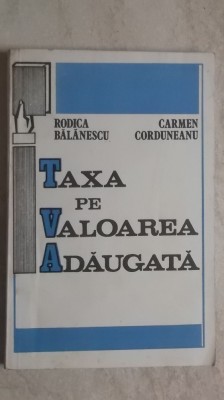 RODICA CARMEN
BĂLĂNESCU CORDUNEANU
TAXA
PE
VALOAREA
ADĂUGATĂ